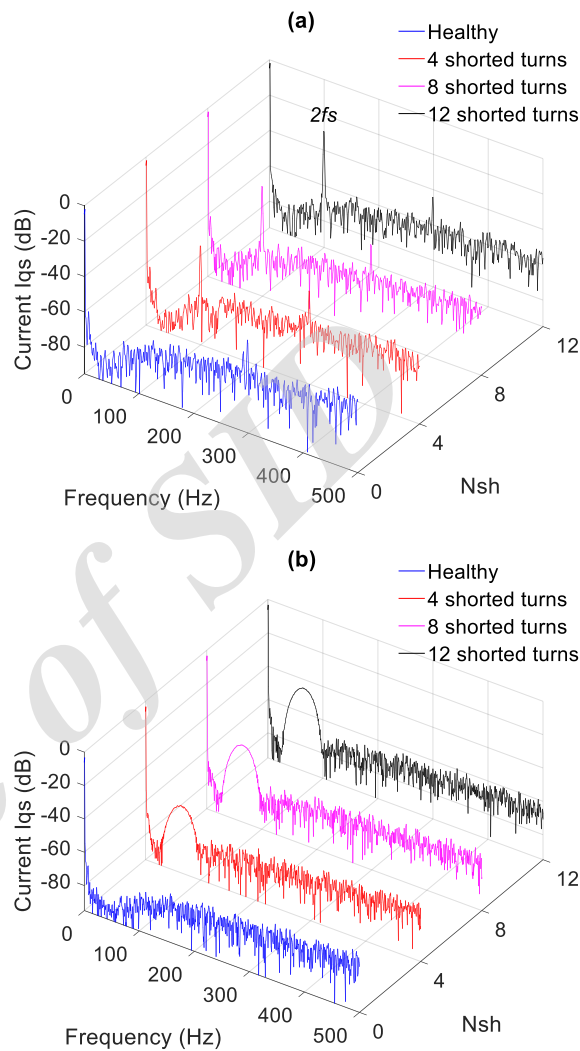 (a)
Healthy
4 shorted turns
8 shorted turns
12 shorted turns
2fs
0
-20
-40
-60
-80
Current Iqs (dB)
0
100
200
300
400
500
Frequency (Hz)
0
4
8
12
Nsh
(b)
Healthy
4 shorted turns
8 shorted turns
12 shorted turns
0
-20
-40
-60
-80
Current Iqs (dB)
0
100
200
300
400
500
Frequency (Hz)
0
4
8
12
Nsh
of SID